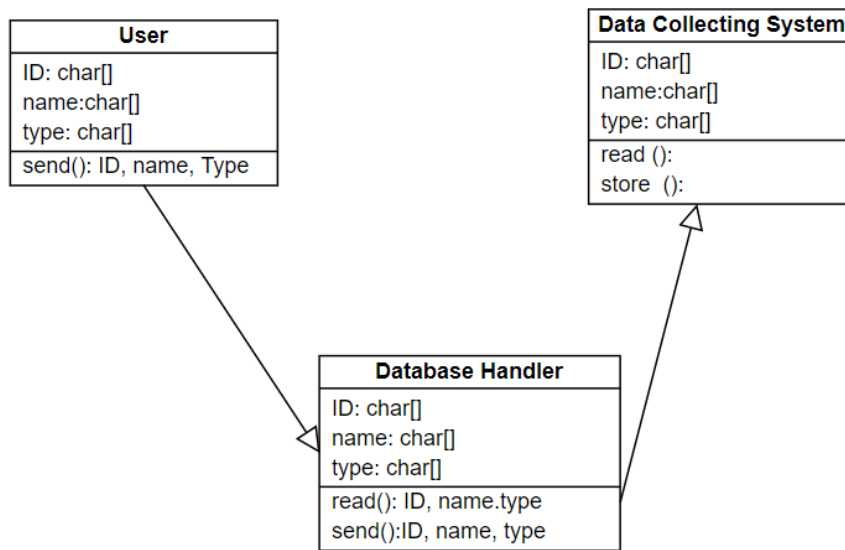 User
ID: char[]
name:char[]
type: char[]
send(): ID, name, Type
Data Collecting System
ID: char[]
name:char[]
type: char[]
read ():
store ():
Database Handler
ID: char[]
name: char[]
type: char[]
read(): ID, name.type
send():ID, name, type